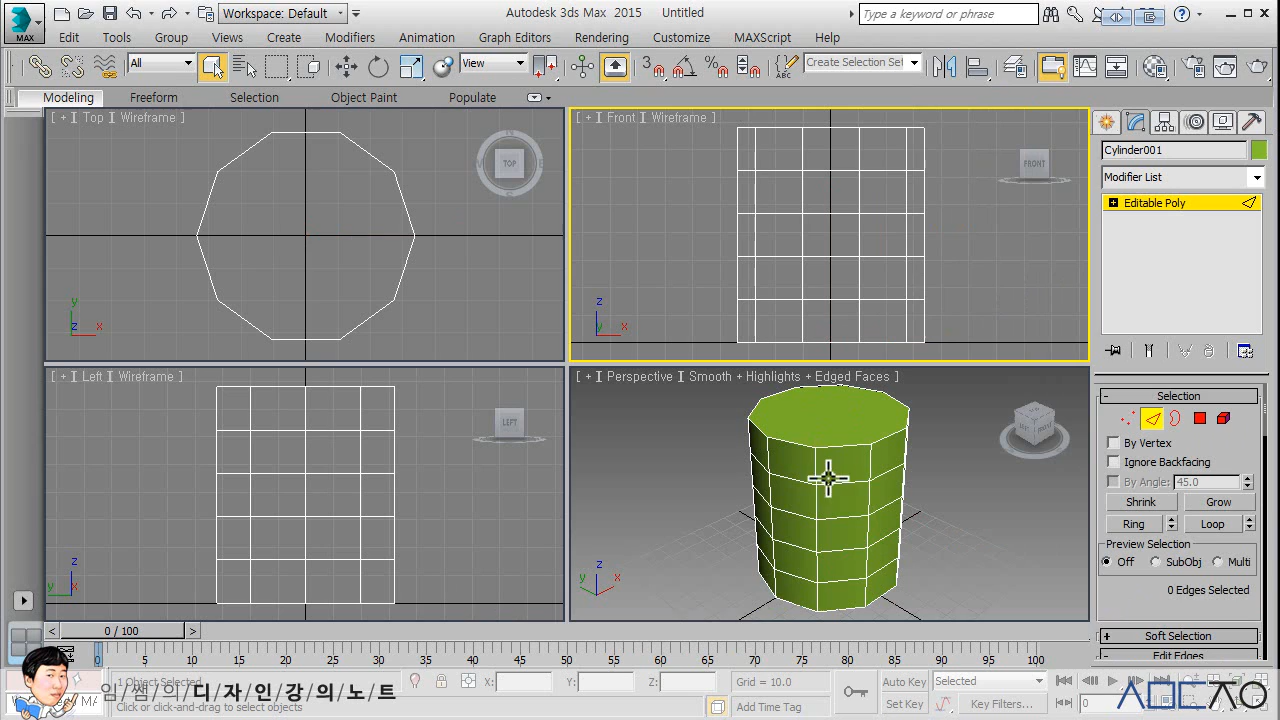 Workspace: Default
Autodesk 3ds Max 2015 Untitled
Type a keyword or phrase
MAX
Edit Tools Group Views Create Modifiers Animation Graph Editors Rendering Customize MAXScript Help
All
View
Create Selection Set
Modeling Freeform Selection Object Paint Populate
[ + ] Top ] Wireframe ]
TOP
[ + ] Front ] Wireframe ]
FRONT
Cylinder001
Modifier List
Editable Poly
y
z x
z
y x
[ + ] Left ] Wireframe ]
LEFT
z
y x
[ + ] Perspective ] Smooth + Highlights + Edged Faces ]
z
y x
Selection
By Vertex
Ignore Backfacing
By Angle: 45.0
Shrink Grow
Ring Loop
Preview Selection
Off SubObj Multi
0 Edges Selected
Soft Selection
Edit Edges
< 0 / 100 >
0 5 10 15 20 25 30 35 40 45 50 55 60 65 70 75 80 85 90 95 100
1 Object Selected
X: Y: Z:
Grid = 10.0
Auto Key Selected
임/쌤/의/디/자/인/강/의/노/트
Click or click-and-drag to select objects
Add Time Tag
Set Key Key Filters...
0